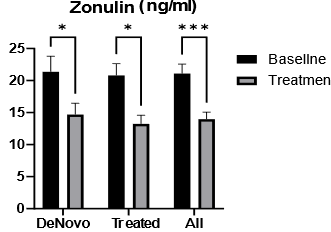 Zonulin (ng/ml)
* * ***
25
20
15
10
5
0
DeNovo Treated All
Baseline
Treatmen